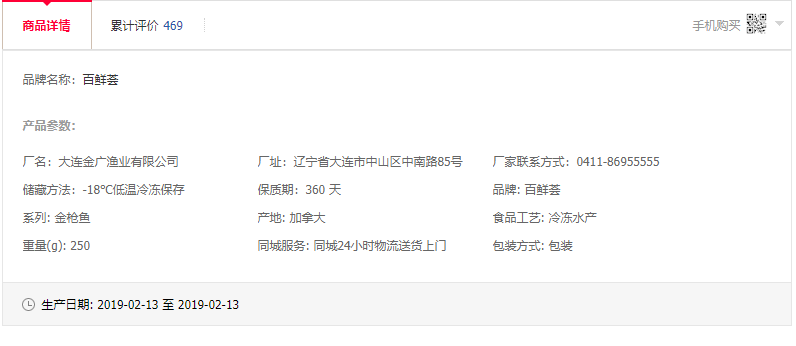 商品详情 累计评价 469 手机购买
品牌名称：百鲜荟
产品参数：
厂名：大连金广渔业有限公司 厂址：辽宁省大连市中山区中南路85号 厂家联系方式：0411-86955555
储藏方法：-18℃低温冷冻保存 保质期：360 天 品牌: 百鲜荟
系列: 金枪鱼 产地: 加拿大 食品工艺: 冷冻水产
重量(g): 250 同城服务: 同城24小时物流送货上门 包装方式: 包装
生产日期: 2019-02-13 至 2019-02-13